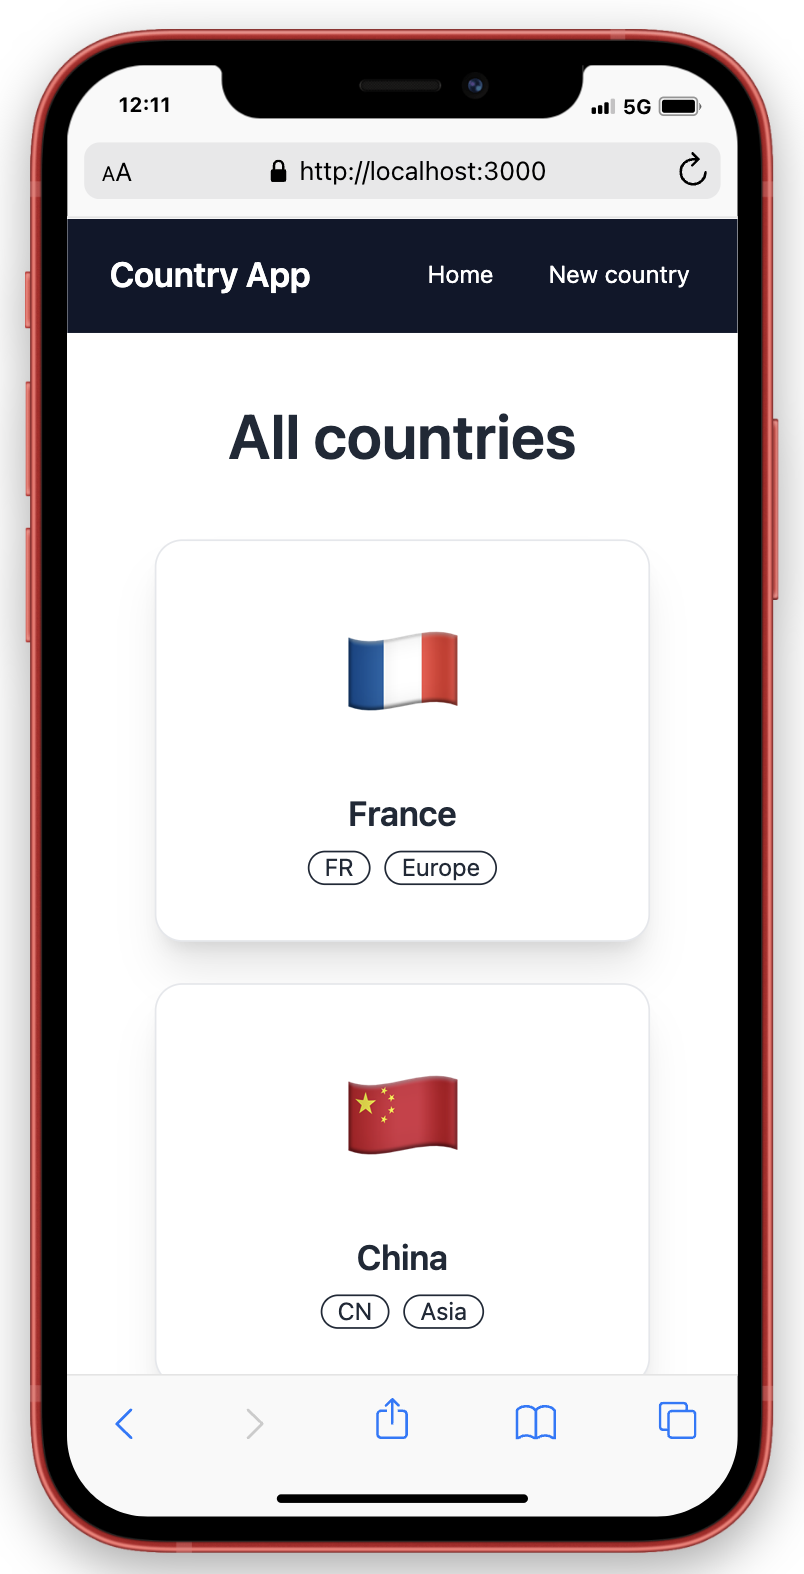 12:11 5G
AA http://localhost:3000
Country App Home New country
All countries
France
FR Europe
China
CN Asia